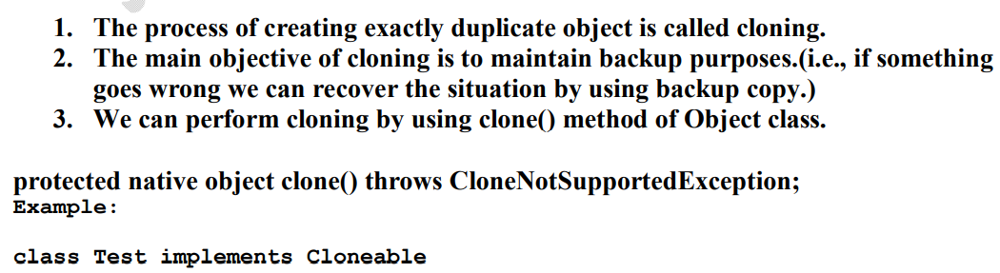 1. The process of creating exactly duplicate object is called cloning.
2. The main objective of cloning is to maintain backup purposes.(i.e., if something
goes wrong we can recover the situation by using backup copy.)
3. We can perform cloning by using clone() method of Object class.
protected native object clone() throws CloneNotSupportedException;
Example:
class Test implements Cloneable